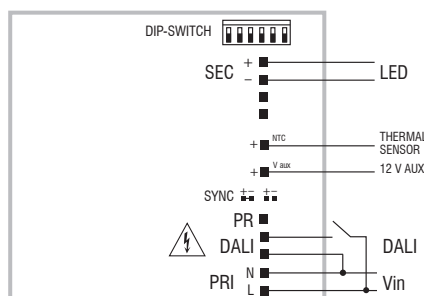 DIP-SWITCH
+
SEC
−
LED
+ NTC
THERMAL
SENSOR
+ V aux
12 V AUX
SYNC +− +−
PR
DALI
DALI
N
PRI
L
Vin